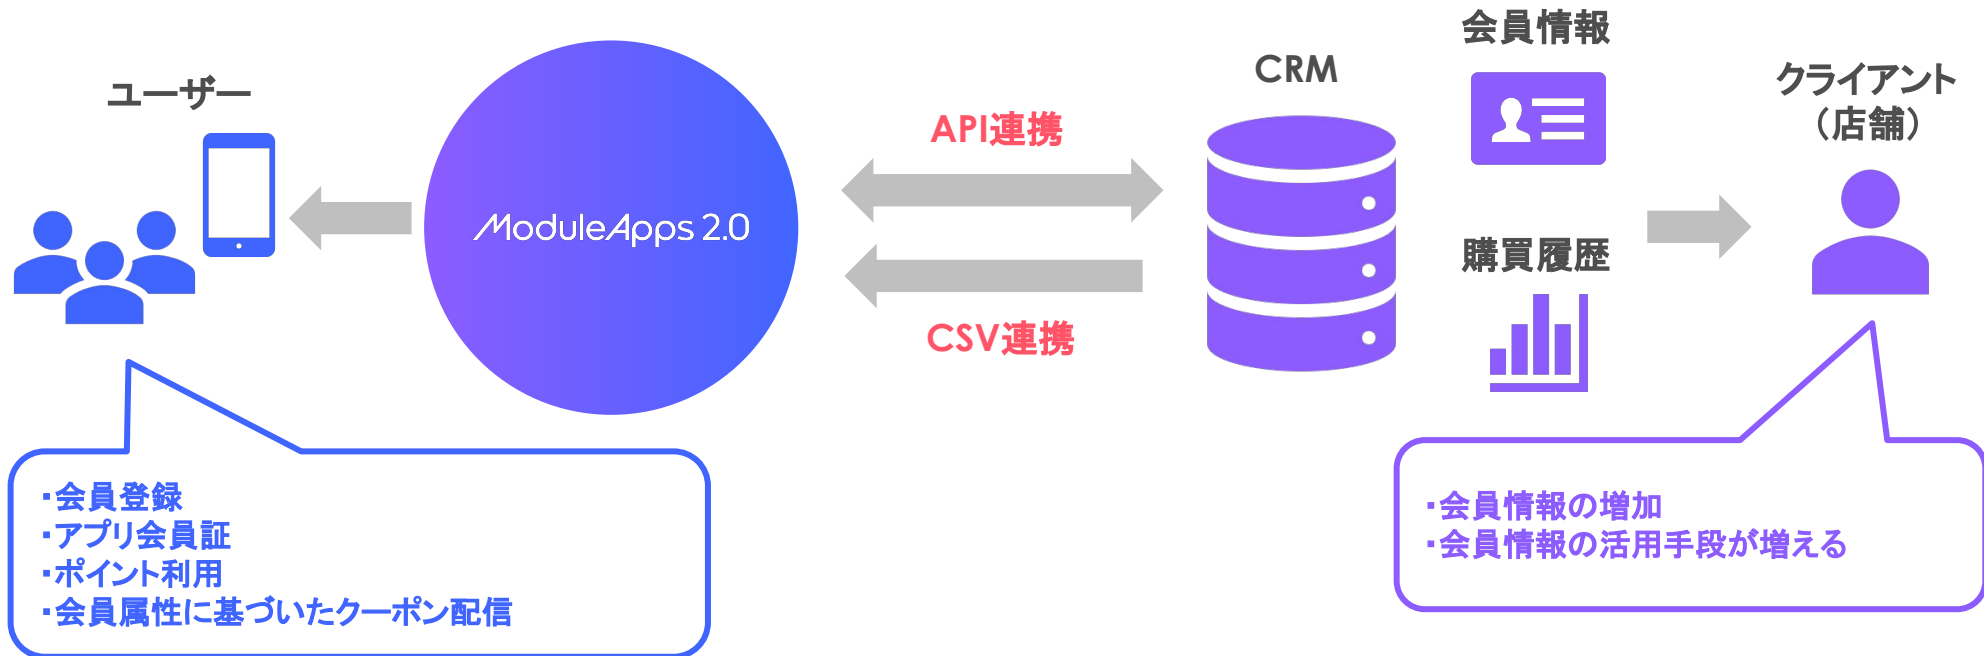 ユーザー
ModuleApps 2.0
API連携
CSV連携
CRM
会員情報
購買履歴
クライアント
（店舗）
・会員登録
・アプリ会員証
・ポイント利用
・会員属性に基づいたクーポン配信
・会員情報の増加
・会員情報の活用手段が増える